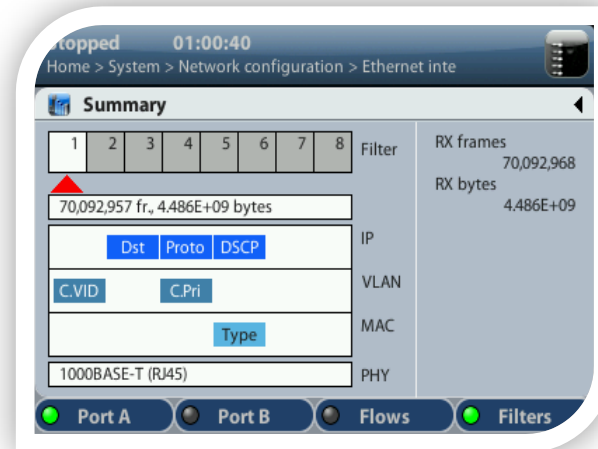 topped 01:00:40
Home > System > Network configuration > Ethernet inte
Summary
1 2 3 4 5 6 7 8 Filter
70,092,957 fr., 4.486E+09 bytes
Dst Proto DSCP IP
C.VID C.Pri VLAN
Type MAC
1000BASE-T (RJ45) PHY
RX frames
70,092,968
RX bytes
4.486E+09
Port A Port B Flows Filters